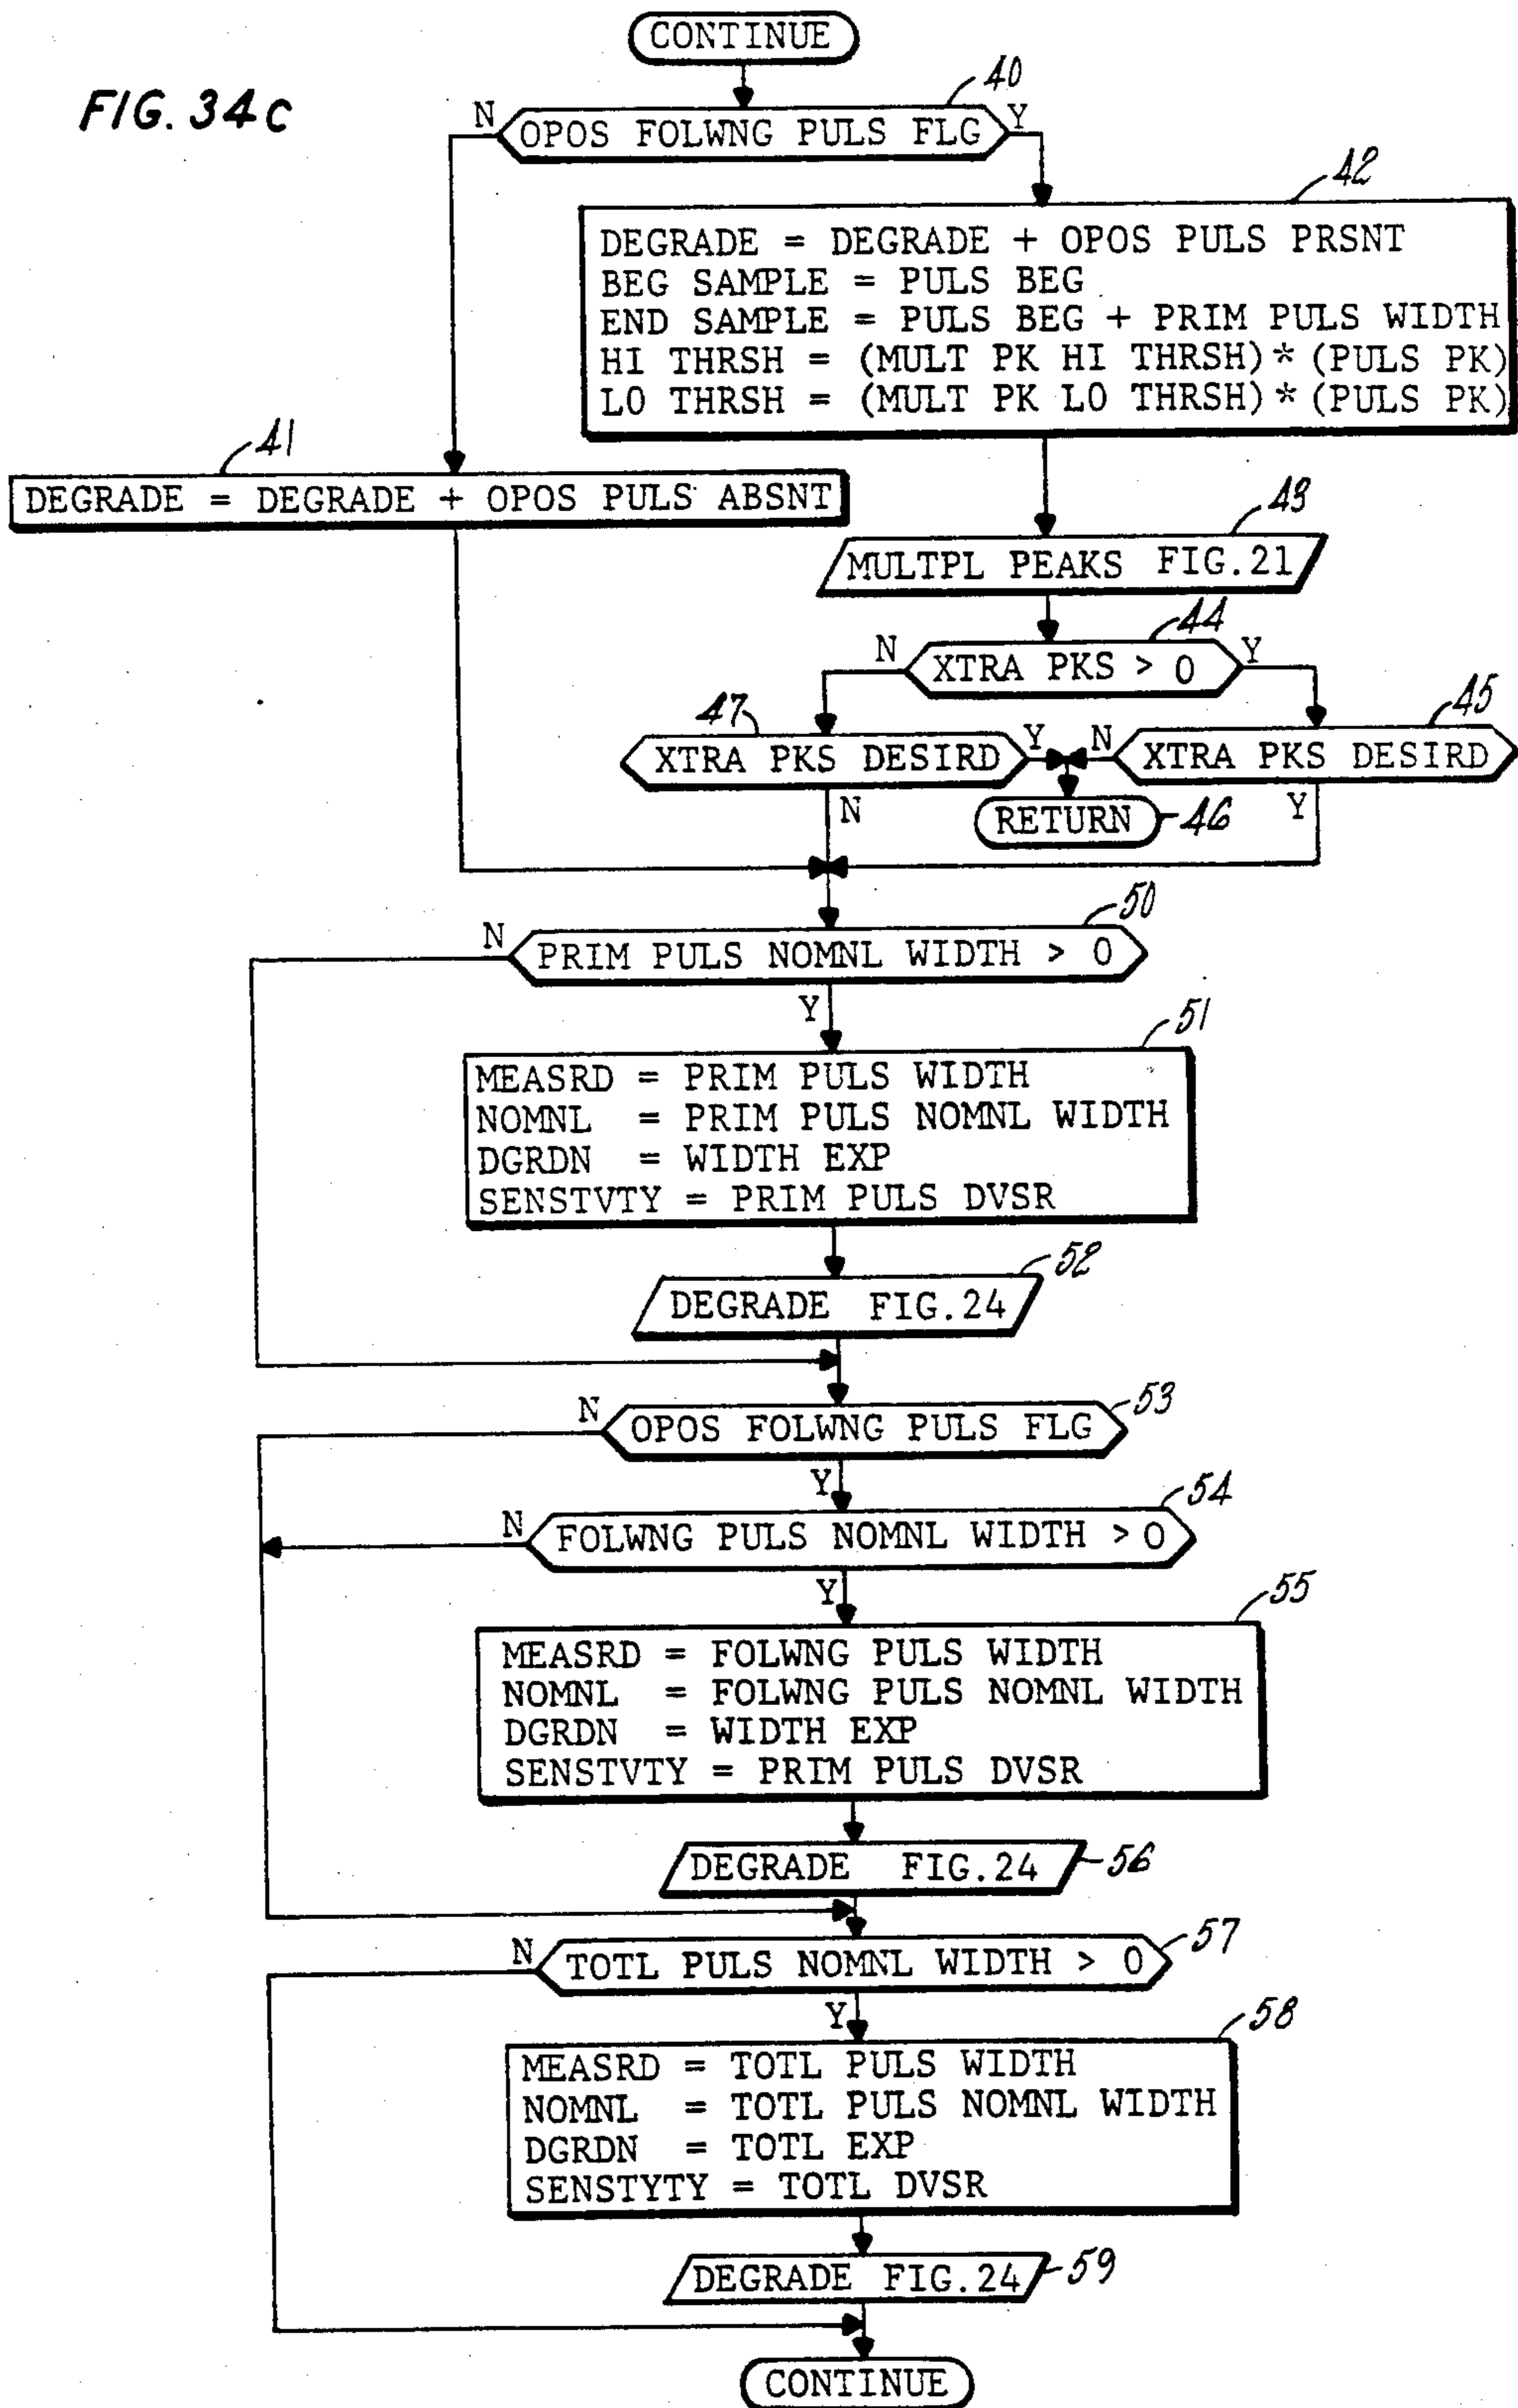 CONTINUE
FIG. 34c
40
N
OPOS FOLWNG PULS FLG
Y
42
DEGRADE = DEGRADE + OPOS PULS PRSNT
BEG SAMPLE = PULS BEG
END SAMPLE = PULS BEG + PRIM PULS WIDTH
HI THRSH = (MULT PK HI THRSH)*(PULS PK)
LO THRSH = (MULT PK LO THRSH)*(PULS PK)
41
DEGRADE = DEGRADE + OPOS PULS ABSNT
43
MULTPL PEAKS FIG.21
44
N
XTRA PKS > 0
Y
47
45
XTRA PKS DESIRD
Y
N
XTRA PKS DESIRD
N
RETURN
46
Y
50
N
PRIM PULS NOMNL WIDTH > 0
Y
51
MEASRD = PRIM PULS WIDTH
NOMNL = PRIM PULS NOMNL WIDTH
DGRDN = WIDTH EXP
SENSTVTY = PRIM PULS DVSR
52
DEGRADE FIG.24
53
N
OPOS FOLWNG PULS FLG
Y
54
N
FOLWNG PULS NOMNL WIDTH > 0
Y
55
MEASRD = FOLWNG PULS WIDTH
NOMNL = FOLWNG PULS NOMNL WIDTH
DGRDN = WIDTH EXP
SENSTVTY = PRIM PULS DVSR
DEGRADE FIG.24
56
N
TOTL PULS NOMNL WIDTH > 0
57
Y
58
MEASRD = TOTL PULS WIDTH
NOMNL = TOTL PULS NOMNL WIDTH
DGRDN = TOTL EXP
SENSTYTY = TOTL DVSR
DEGRADE FIG.24
59
CONTINUE